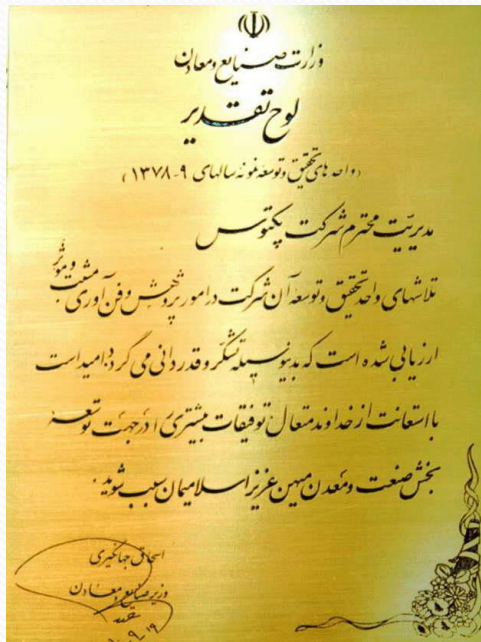 وزارت صنایع و معادن
لوح تقدیر
(واحدهای تحقیق و توسعه نمونه سالهای ۹-۱۳۷۸)
مدیریت محترم شرکت پکتوس
تلاشهای واحد تحقیق و توسعه آن شرکت در امور پژوهش و فن آوری مثبت و موثر
ارزیابی شده است که بدینوسیله تشکر و قدردانی می گردد. امید است
با استعانت از خداوند متعال توفیقات بیشتری را در جهت توسعه
بخش صنعت و معدن میهن عزیز اسلامیمان سبب شوید.
اسحاق جهانگیری
وزیر صنایع و معادن